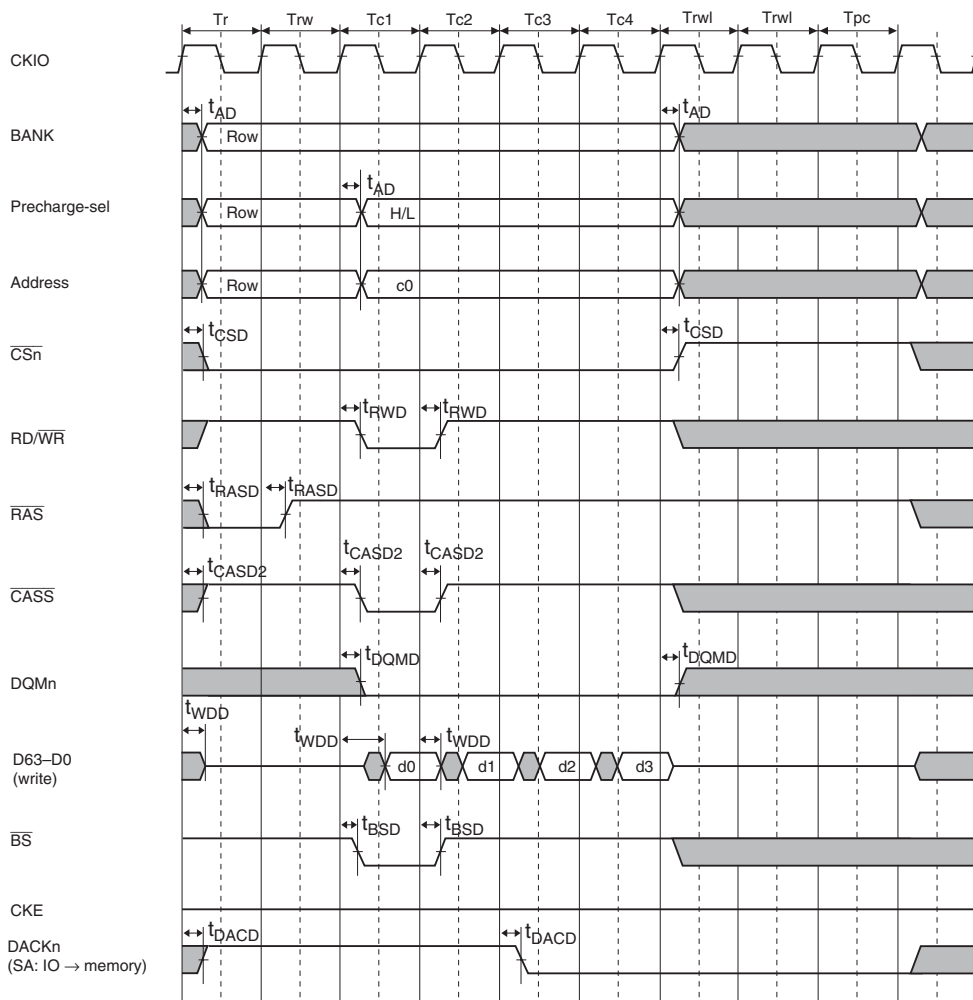 Tr Trw Tc1 Tc2 Tc3 Tc4 Trwl Trwl Tpc
CKIO
tAD tAD
BANK Row
tAD
Precharge-sel Row H/L
Address Row c0
tCSD tCSD
CSn
tRWD tRWD
RD/WR
tRASD tRASD
RAS
tCASD2 tCASD2 tCASD2
CASS
tDQMD tDQMD
DQMn
tWDD
tWDD tWDD
D63–D0
(write)
d0 d1 d2 d3
tBSD tBSD
BS
CKE
tDACD tDACD
DACKn
(SA: IO → memory)